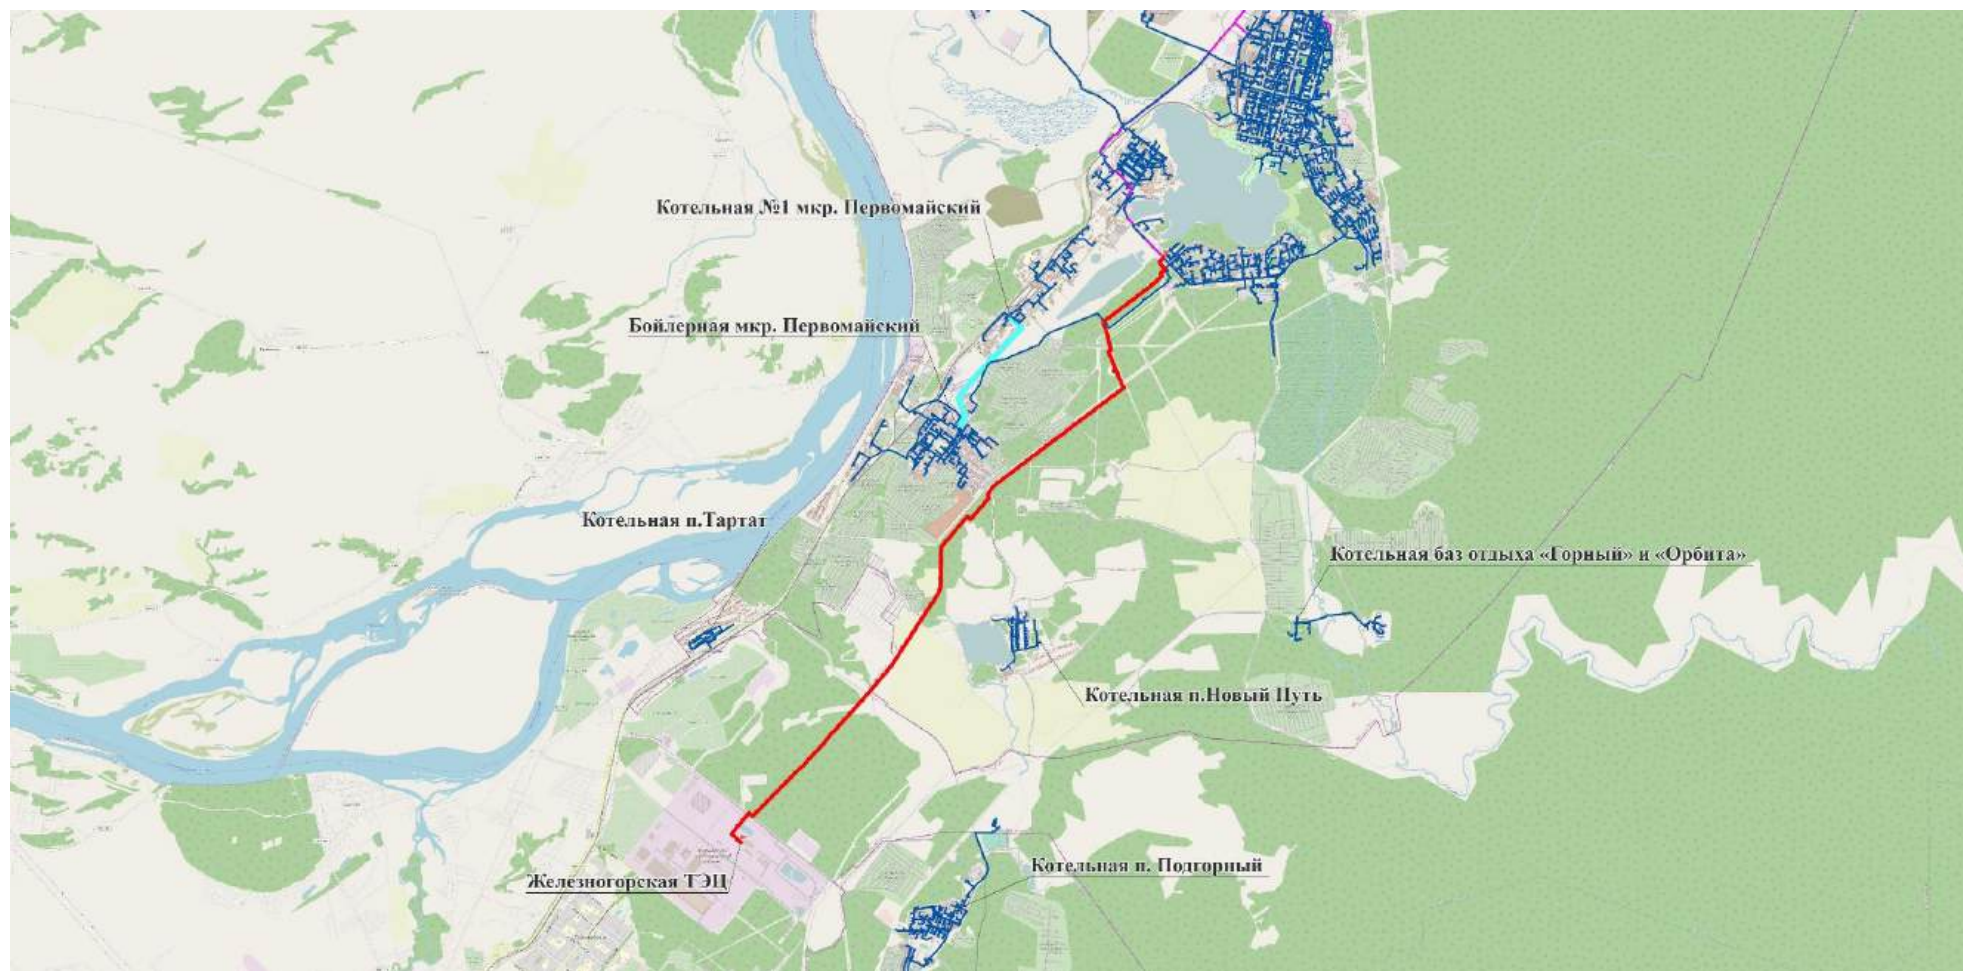 Котельная №1 мкр. Первомайский
Бойлерная мкр. Первомайский
Котельная п.Тартат
Котельная баз отдыха «Горный» и «Орбита»
Котельная п.Новый Путь
Котельная п. Подгорный
Железногорская ТЭЦ